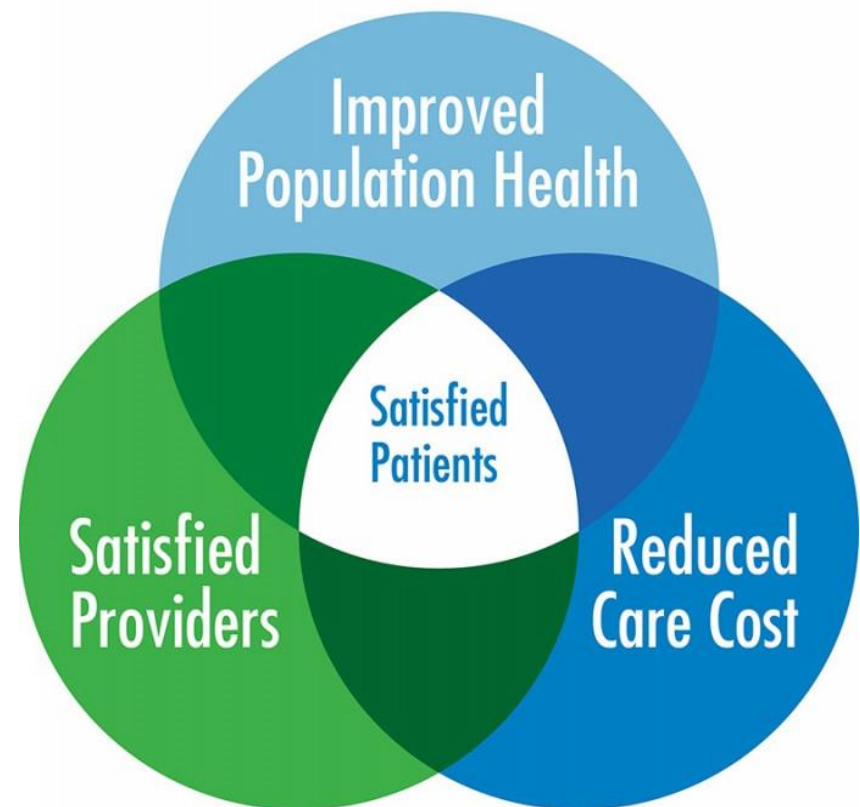 Improved
Population Health
Satisfied
Patients
Satisfied
Providers
Reduced
Care Cost